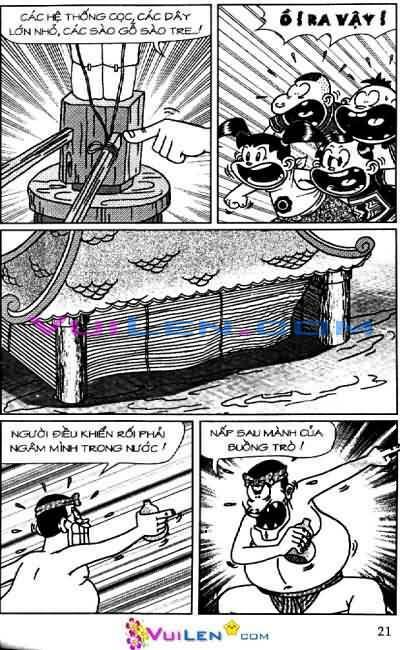 CÁC HỆ THỐNG CỌC, CÁC DÂY
LỚN NHỎ, CÁC SÀO GỖ SÀO TRE...!
Ồ! RA VẬY!
VUILEN.COM
NGƯỜI ĐIỀU KHIỂN RỐI PHẢI
NGÂM MÌNH TRONG NƯỚC!
NẤP SAU MÀNH CỦA
BUỒNG TRÒ!
21
VUILEN.COM